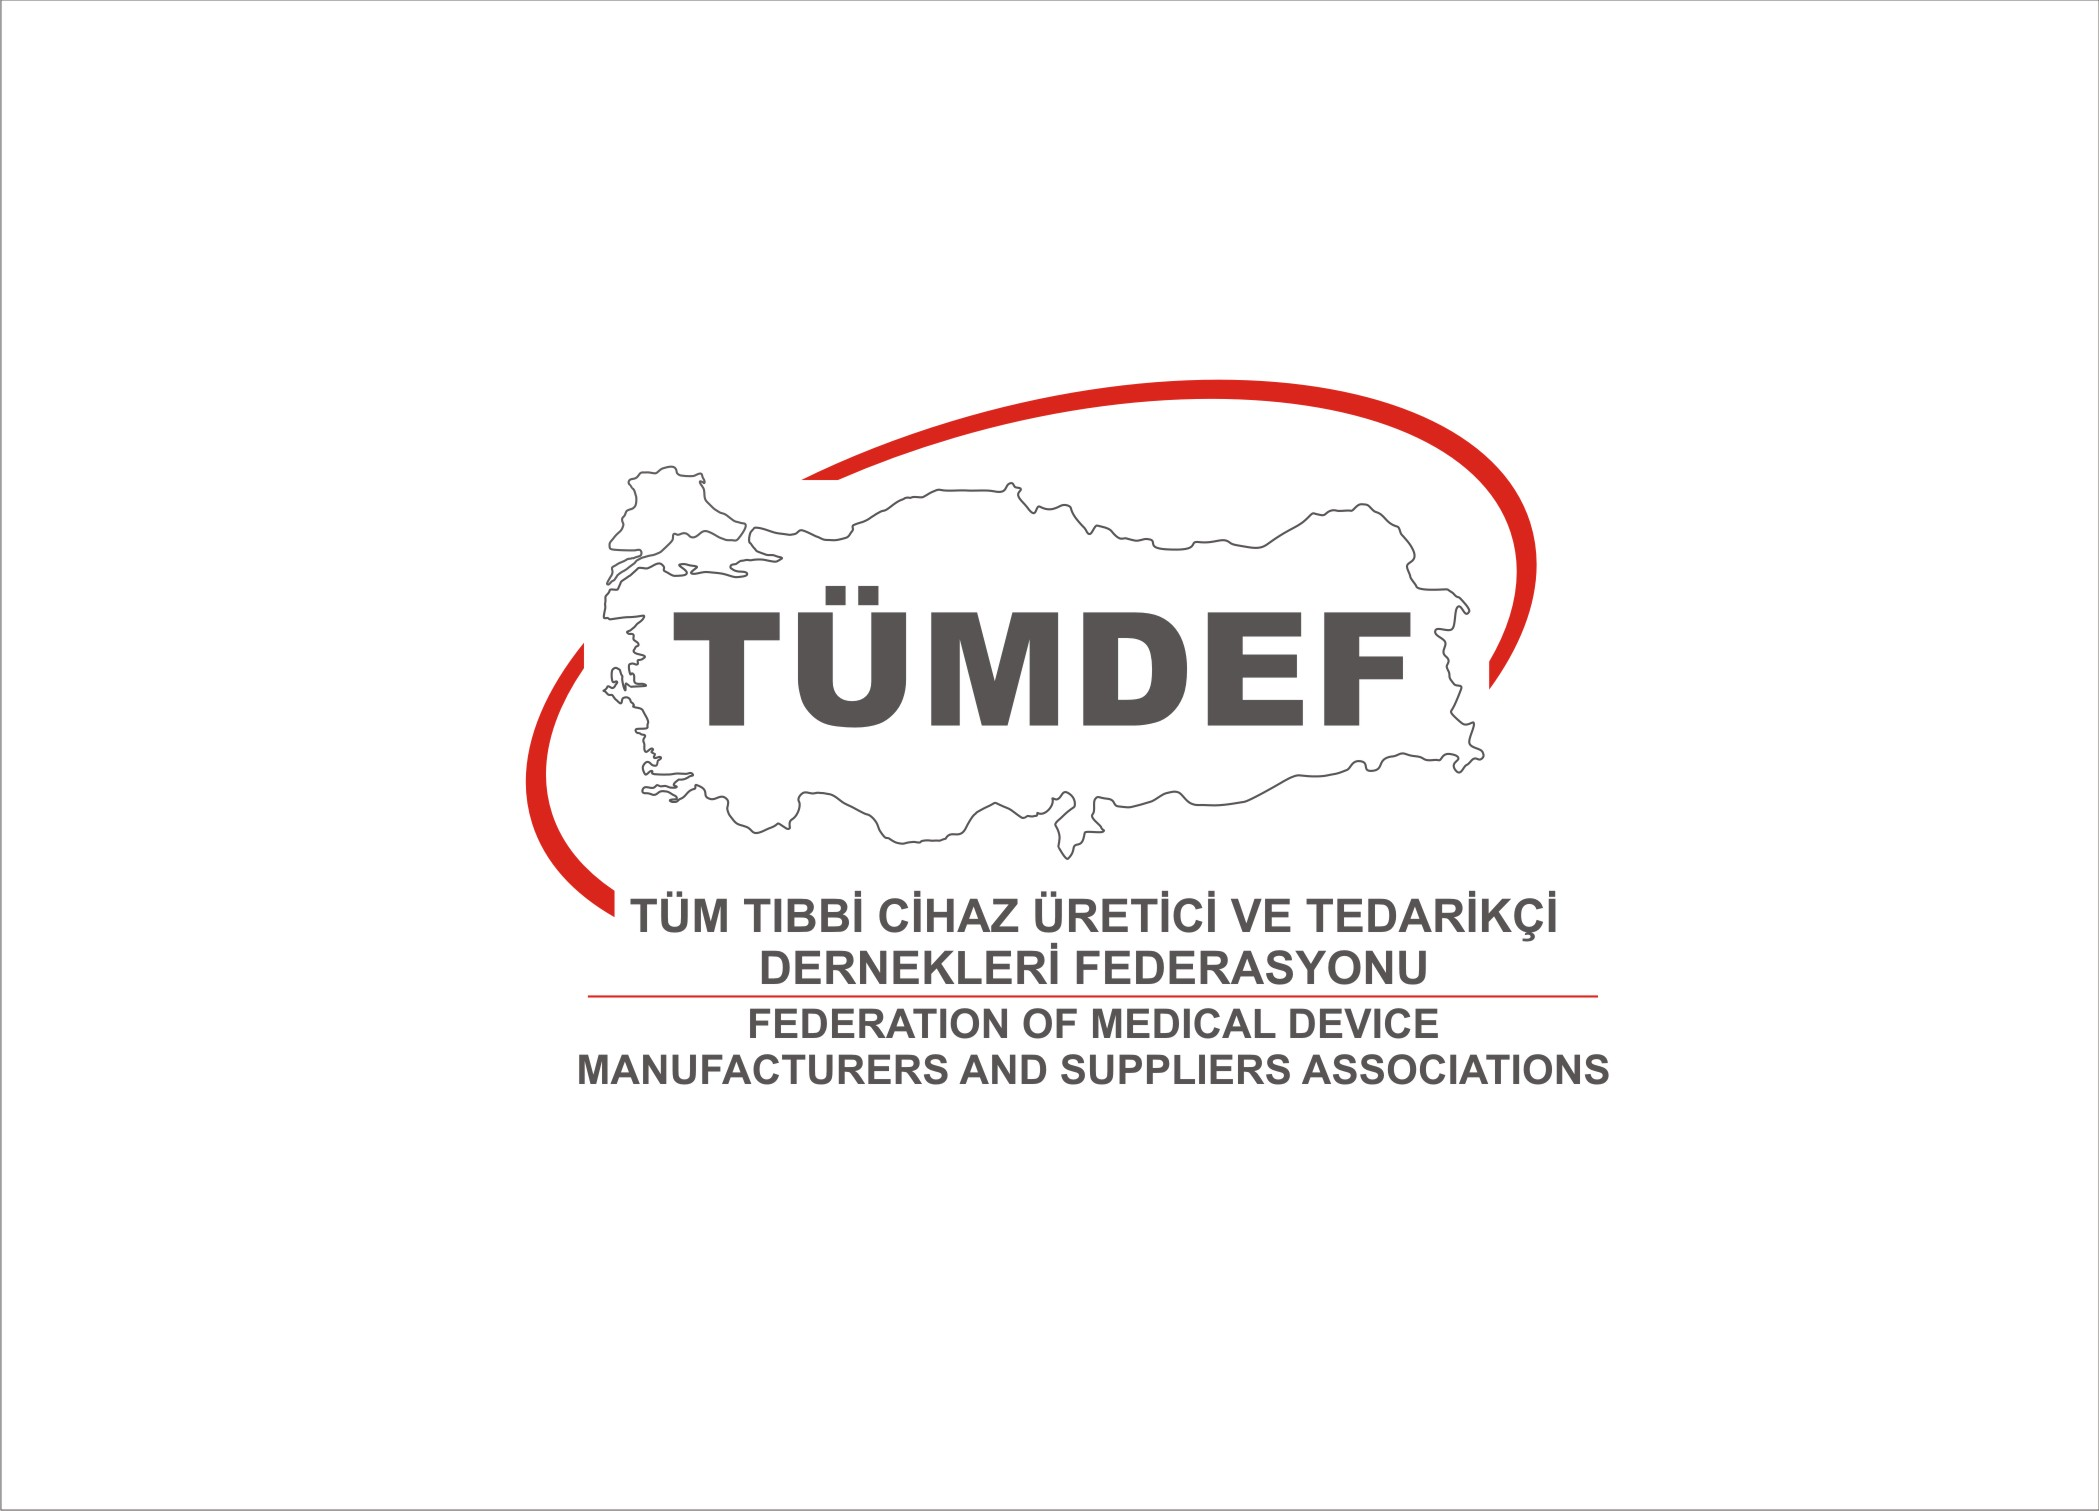 TÜMDEF
TÜM TIBBİ CİHAZ ÜRETİCİ VE TEDARİKÇİ
DERNEKLERİ FEDERASYONU
FEDERATION OF MEDICAL DEVICE
MANUFACTURERS AND SUPPLIERS ASSOCIATIONS